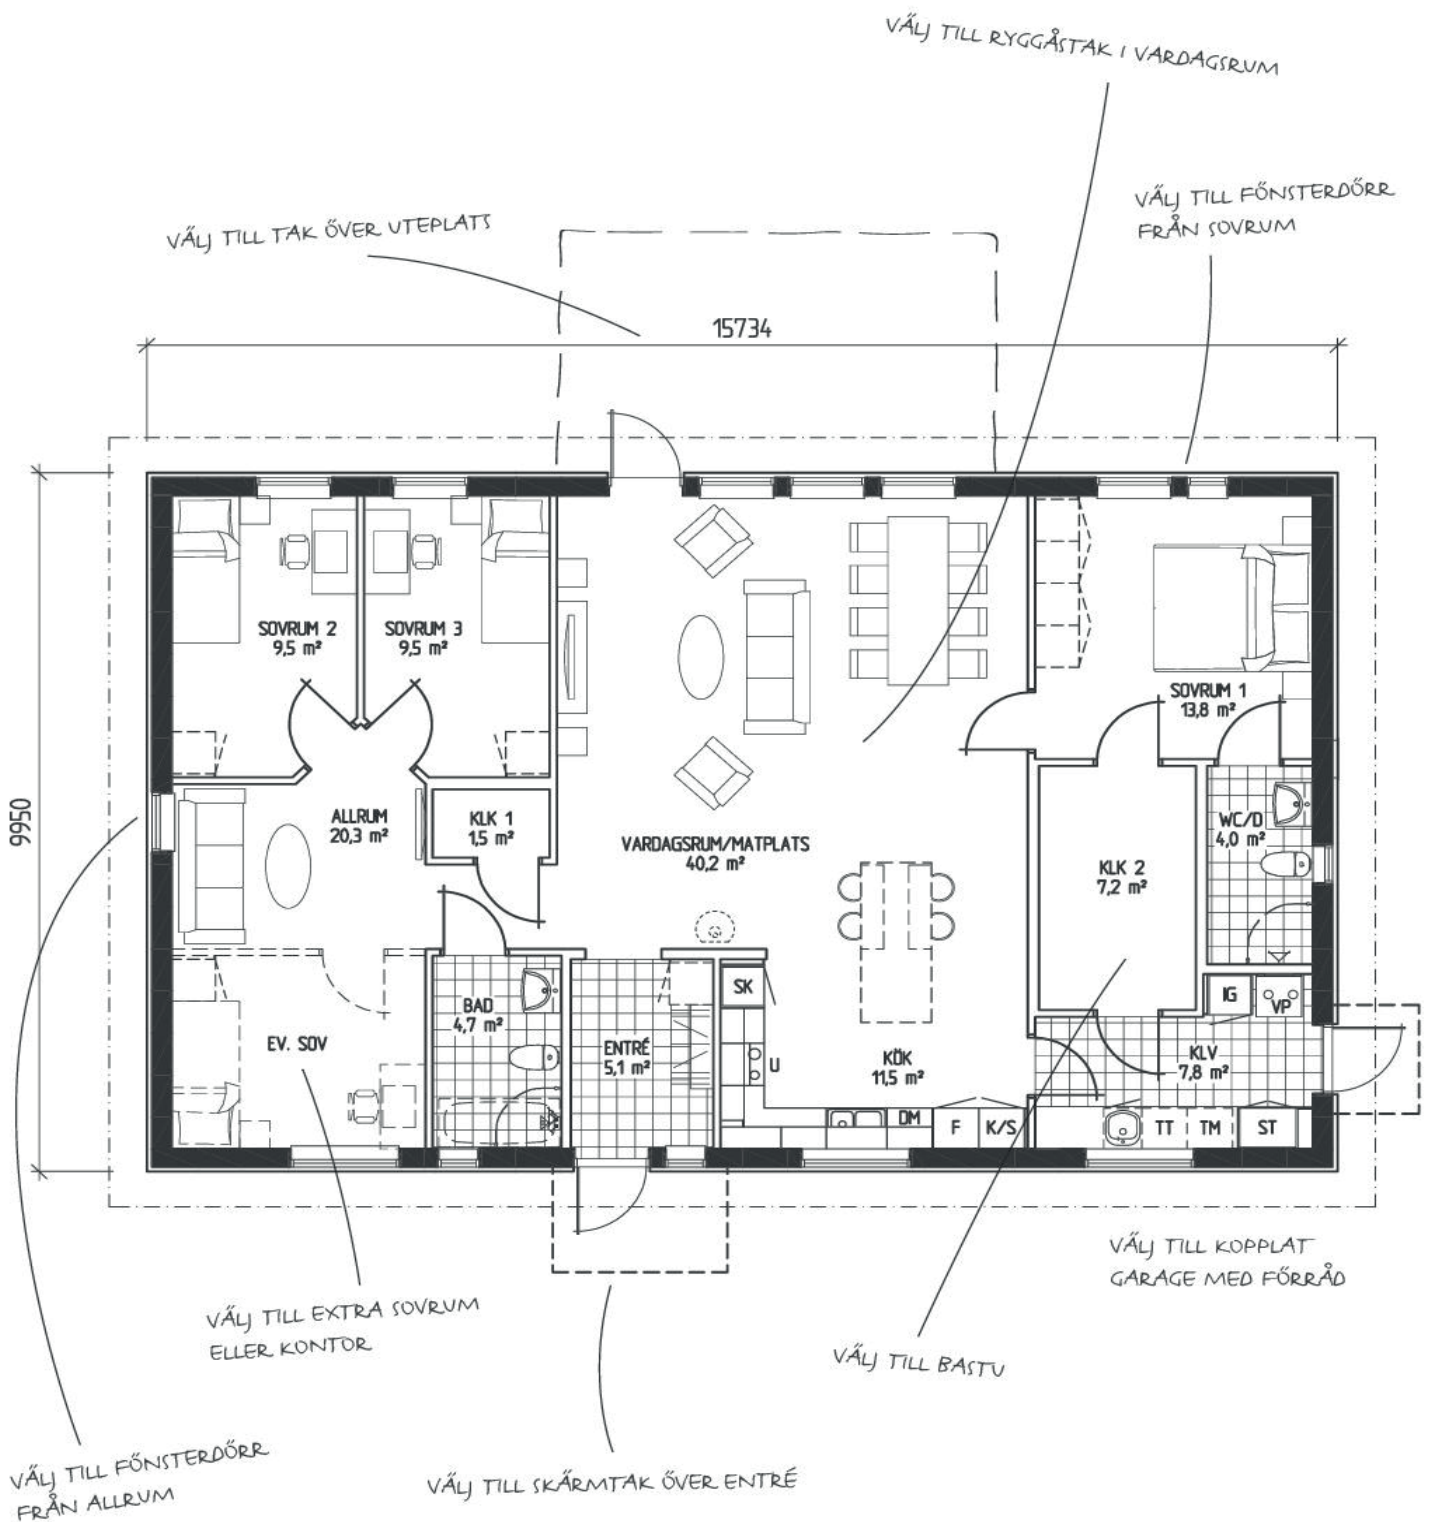 VÄLJ TILL RYGGÅSTAK I VARDAGSRUM
VÄLJ TILL FÖNSTERDÖRR
FRÅN SOVRUM
VÄLJ TILL TAK ÖVER UTEPLATS
15734
9950
SOVRUM 2
9,5 m²
SOVRUM 3
9,5 m²
SOVRUM 1
13,8 m²
ALLRUM
20,3 m²
KLK 1
1,5 m²
VARDAGSRUM/MATPLATS
40,2 m²
WC/D
4,0 m²
KLK 2
7,2 m²
BAD
4,7 m²
EV. SOV
ENTRÉ
5,1 m²
SK
U
KÖK
11,5 m²
IG
VP
KLV
7,8 m²
DM
F
K/S
TT
TM
ST
VÄLJ TILL KOPPLAT
GARAGE MED FÖRRÅD
VÄLJ TILL EXTRA SOVRUM
ELLER KONTOR
VÄLJ TILL BASTU
VÄLJ TILL FÖNSTERDÖRR
FRÅN ALLRUM
VÄLJ TILL SKÄRMTAK ÖVER ENTRÉ